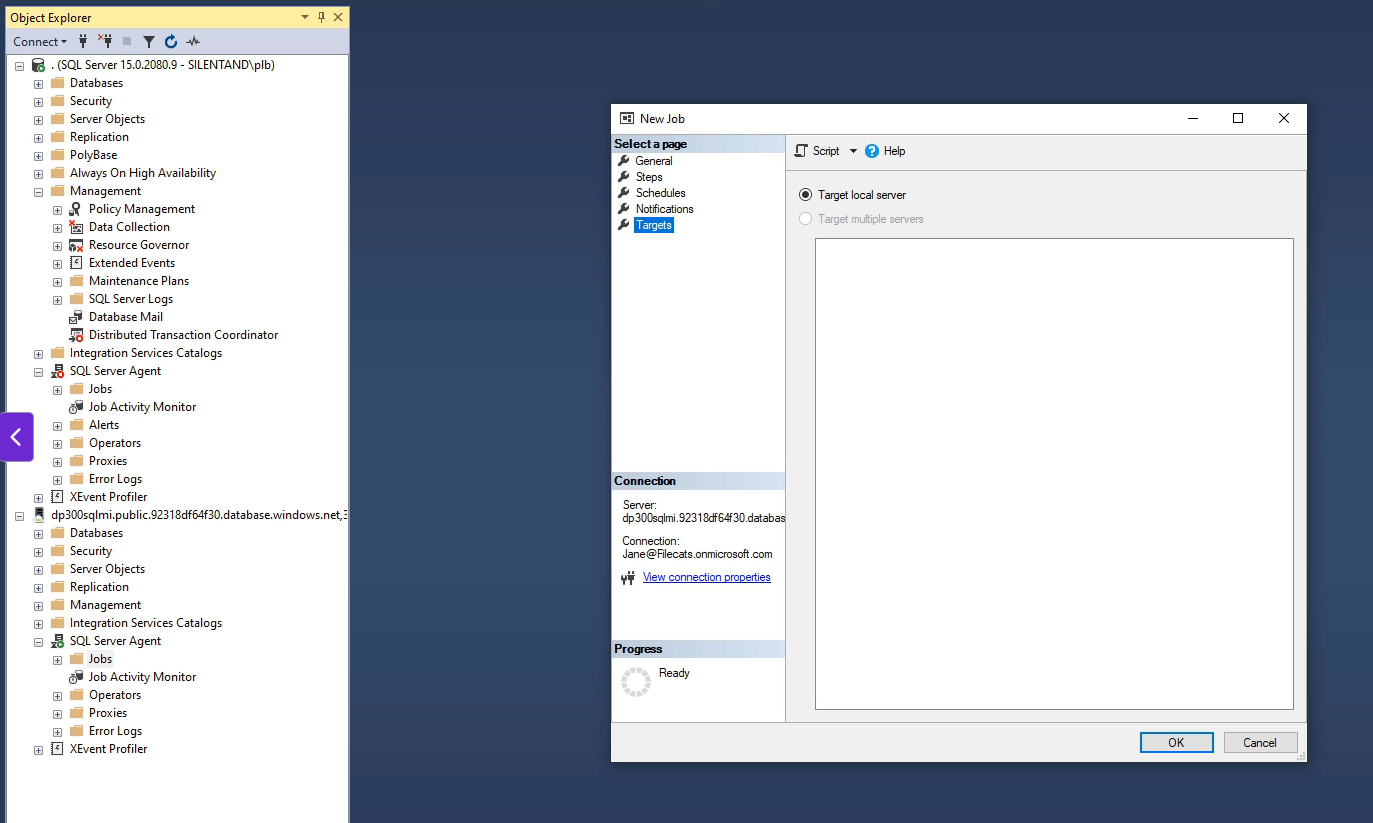 Object Explorer
Connect
. (SQL Server 15.0.2080.9 - SILENTAND\plb)
Databases
Security
Server Objects
Replication
PolyBase
Always On High Availability
Management
Policy Management
Data Collection
Resource Governor
Extended Events
Maintenance Plans
SQL Server Logs
Database Mail
Distributed Transaction Coordinator
Integration Services Catalogs
SQL Server Agent
Jobs
Job Activity Monitor
Alerts
Operators
Proxies
Error Logs
XEvent Profiler
dp300sqlmi.public.92318df64f30.database.windows.net,3
Databases
Security
Server Objects
Replication
Management
Integration Services Catalogs
SQL Server Agent
Jobs
Job Activity Monitor
Operators
Proxies
Error Logs
XEvent Profiler
New Job
Select a page
General
Steps
Schedules
Notifications
Targets
Connection
Server:
dp300sqlmi.92318df64f30.databas
Connection:
Jane@Filecats.onmicrosoft.com
View connection properties
Progress
Ready
Script
Help
Target local server
Target multiple servers
OK
Cancel